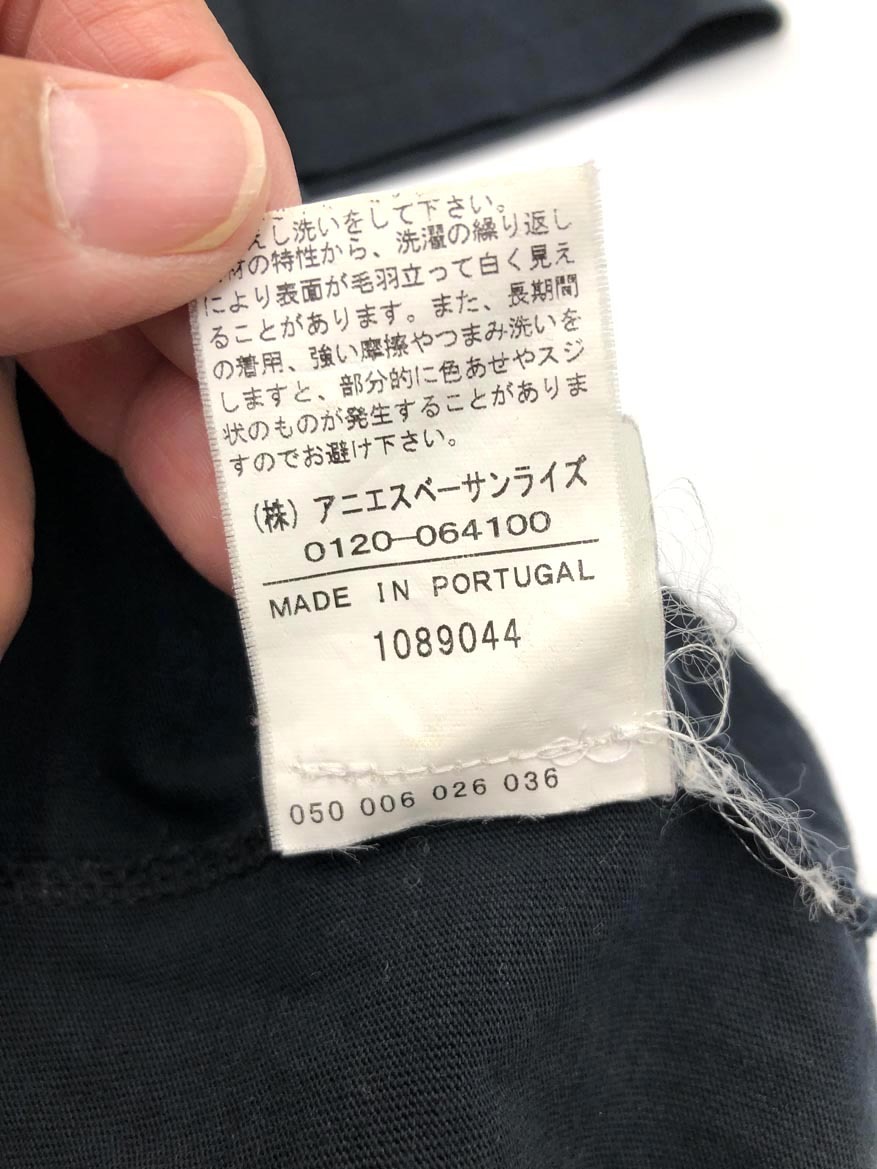 えし洗いをして下さい。
材の特性から、洗濯の繰り返し
により表面が毛羽立って白く見え
ることがあります。また、長期間
の着用、強い摩擦やつまみ洗いを
しますと、部分的に色あせやスジ
状のものが発生することがありま
すのでお避け下さい。
(株) アニエスベーサンライズ
0120-064100
MADE IN PORTUGAL
1089044
050 006 026 036